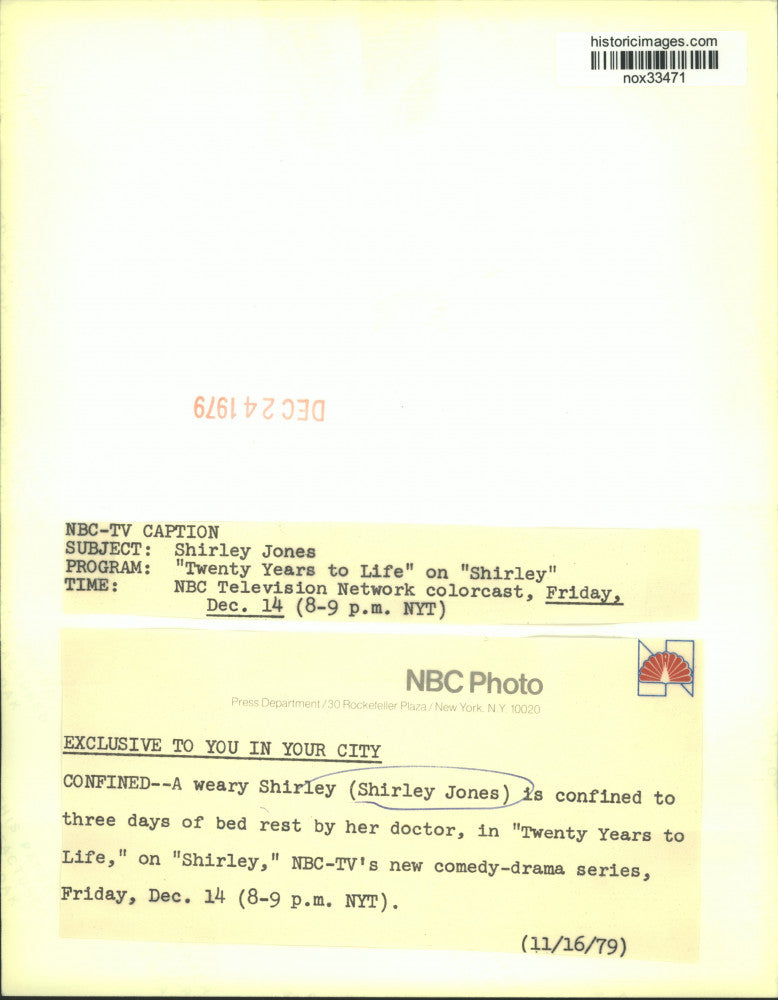 historicimages.com
nox33471
DEC 24 1979
NBC-TV CAPTION
SUBJECT: Shirley Jones
PROGRAM: "Twenty Years to Life" on "Shirley"
TIME: NBC Television Network colorcast, Friday,
Dec. 14 (8-9 p.m. NYT)
NBC Photo
Press Department/30 Rockefeller Plaza/New York, N.Y. 10020
EXCLUSIVE TO YOU IN YOUR CITY
CONFINED--A weary Shirley (Shirley Jones) is confined to
three days of bed rest by her doctor, in "Twenty Years to
Life," on "Shirley," NBC-TV's new comedy-drama series,
Friday, Dec. 14 (8-9 p.m. NYT).
(11/16/79)